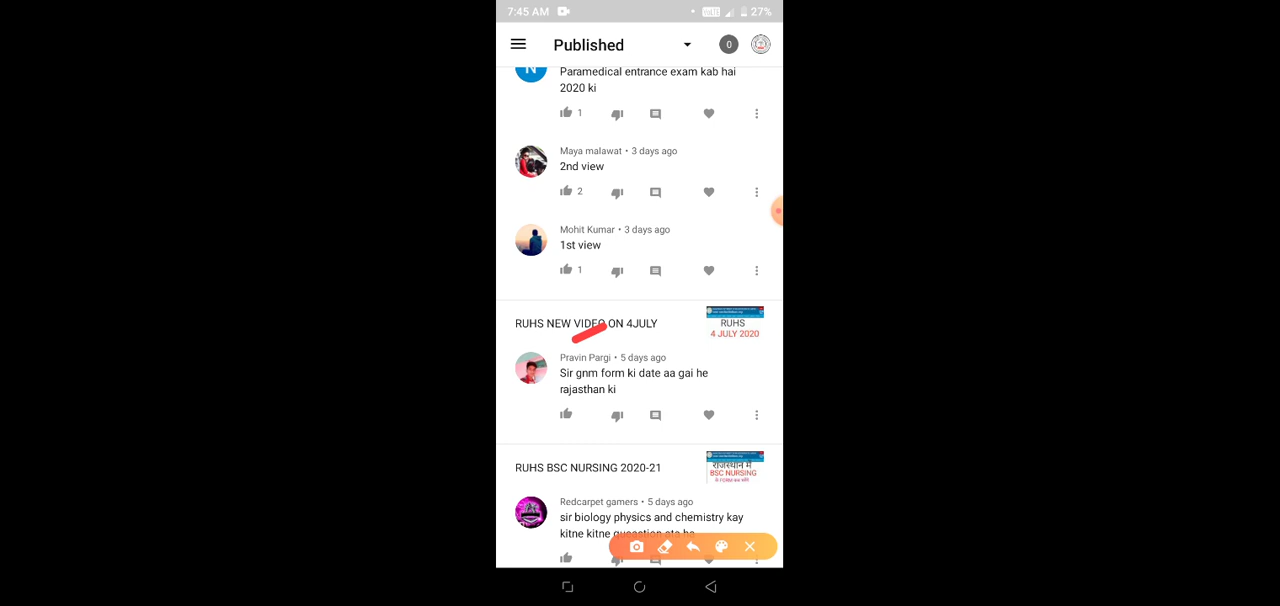 7:45 AM
27%
Published
0
N
Paramedical entrance exam kab hai
2020 ki
1
Maya malawat • 3 days ago
2nd view
2
Mohit Kumar • 3 days ago
1st view
1
RUHS NEW VIDEO ON 4JULY
RUHS
4 JULY 2020
Pravin Pargi • 5 days ago
Sir gnm form ki date aa gai he
rajasthan ki
RUHS BSC NURSING 2020-21
राजस्थान में
BSC NURSING
Redcarpet gamers • 5 days ago
sir biology physics and chemistry kay
kitne kitne